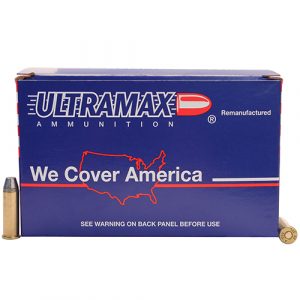 ULTRAMAX
®
Remanufactured
AMMUNITION
We Cover America
SEE WARNING ON BACK PANEL BEFORE USE